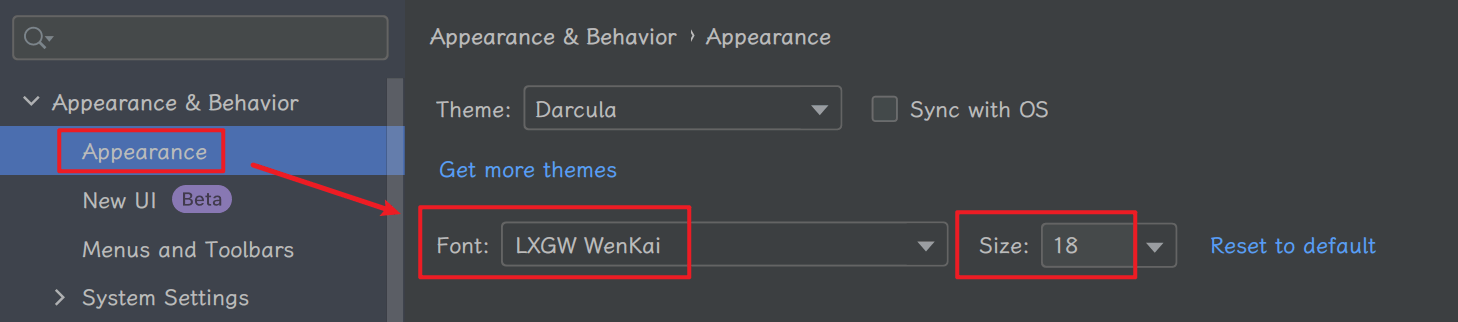 Appearance & Behavior
Appearance
New UI Beta
Menus and Toolbars
System Settings
Appearance & Behavior › Appearance
Theme: Darcula Sync with OS
Get more themes
Font: LXGW WenKai Size: 18 Reset to default